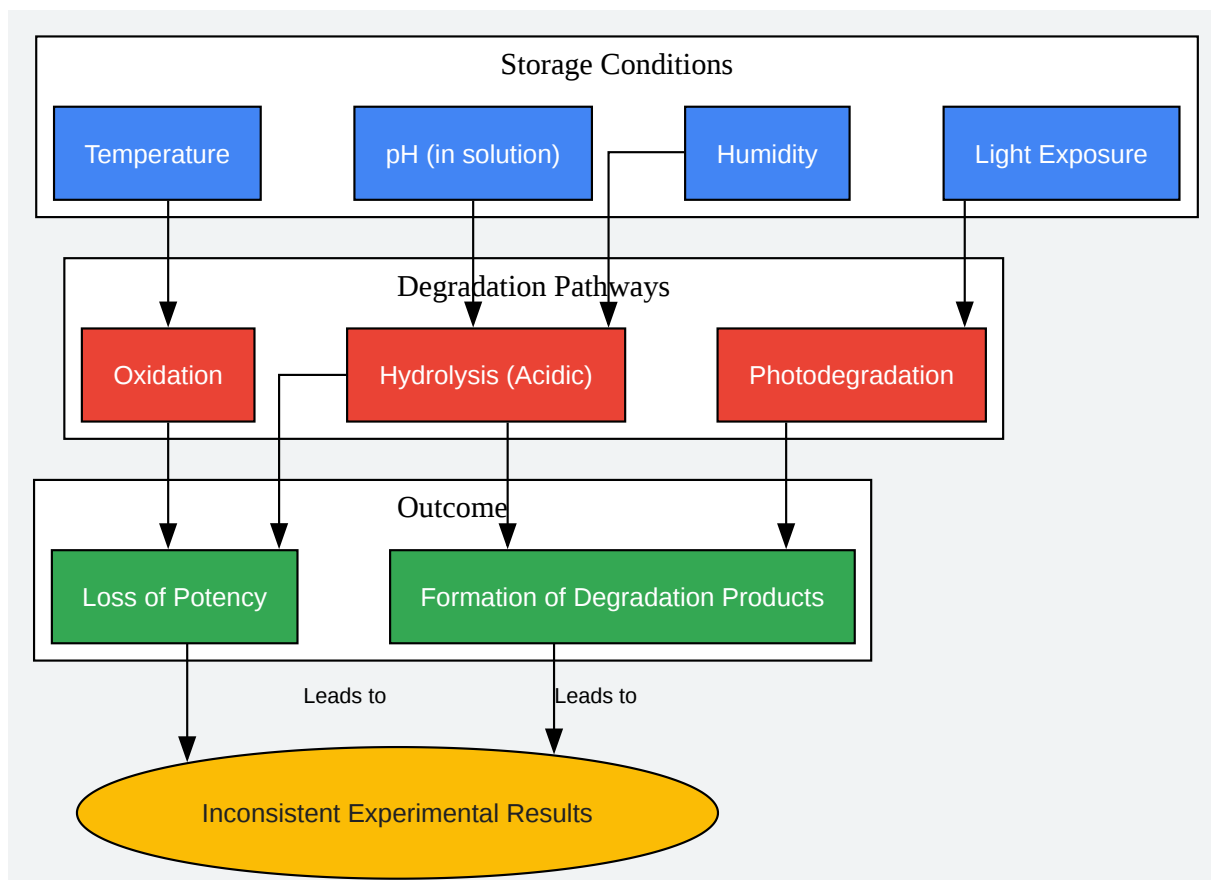 Storage Conditions
Temperature
pH (in solution)
Humidity
Light Exposure
Degradation Pathways
Oxidation
Hydrolysis (Acidic)
Photodegradation
Outcome
Loss of Potency
Formation of Degradation Products
Leads to
Leads to
Inconsistent Experimental Results